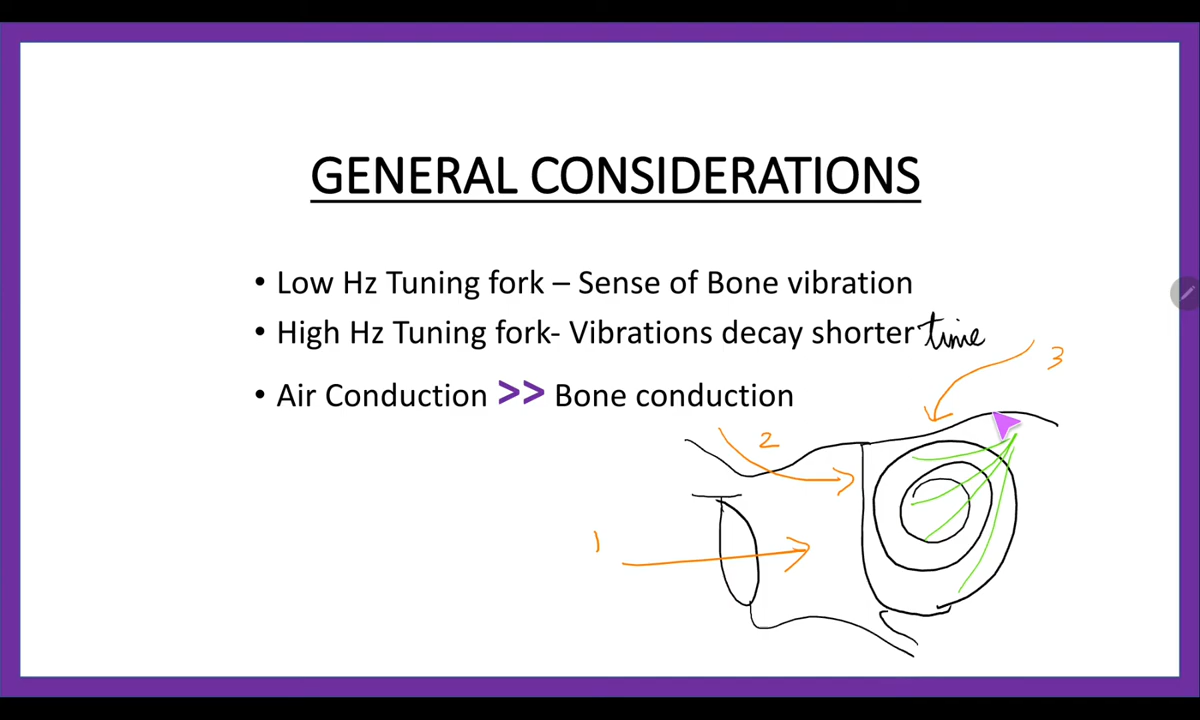 GENERAL CONSIDERATIONS
• Low Hz Tuning fork – Sense of Bone vibration
• High Hz Tuning fork- Vibrations decay shorter time
• Air Conduction >> Bone conduction
3
2
1